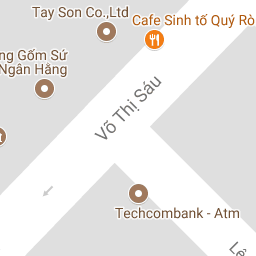 Tay Son Co.,Ltd
Cafe Sinh tố Quý Rò
ng Gốm Sứ
Ngân Hằng
Võ Thị Sáu
Techcombank - Atm
Lê